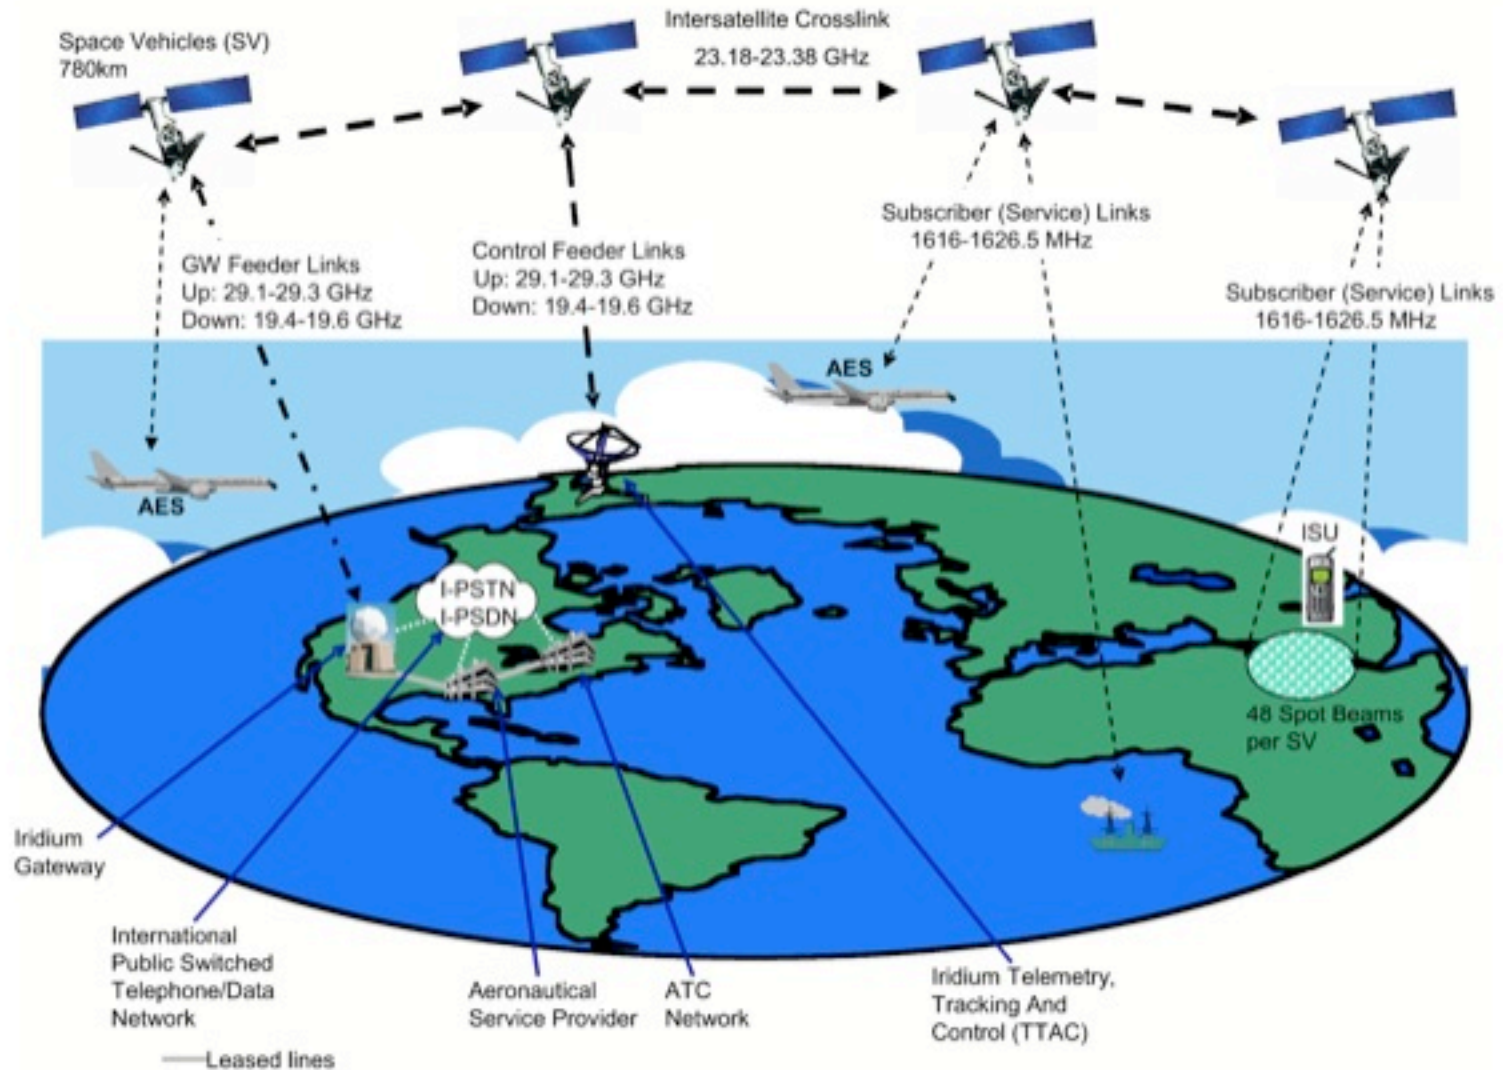 Space Vehicles (SV)
780km
Intersatellite Crosslink
23.18-23.38 GHz
GW Feeder Links
Up: 29.1-29.3 GHz
Down: 19.4-19.6 GHz
Control Feeder Links
Up: 29.1-29.3 GHz
Down: 19.4-19.6 GHz
Subscriber (Service) Links
1616-1626.5 MHz
Subscriber (Service) Links
1616-1626.5 MHz
AES
AES
ISU
I-PSTN
I-PSDN
48 Spot Beams
per SV
Iridium
Gateway
International
Public Switched
Telephone/Data
Network
Aeronautical
Service Provider
ATC
Network
Iridium Telemetry,
Tracking And
Control (TTAC)
Leased lines